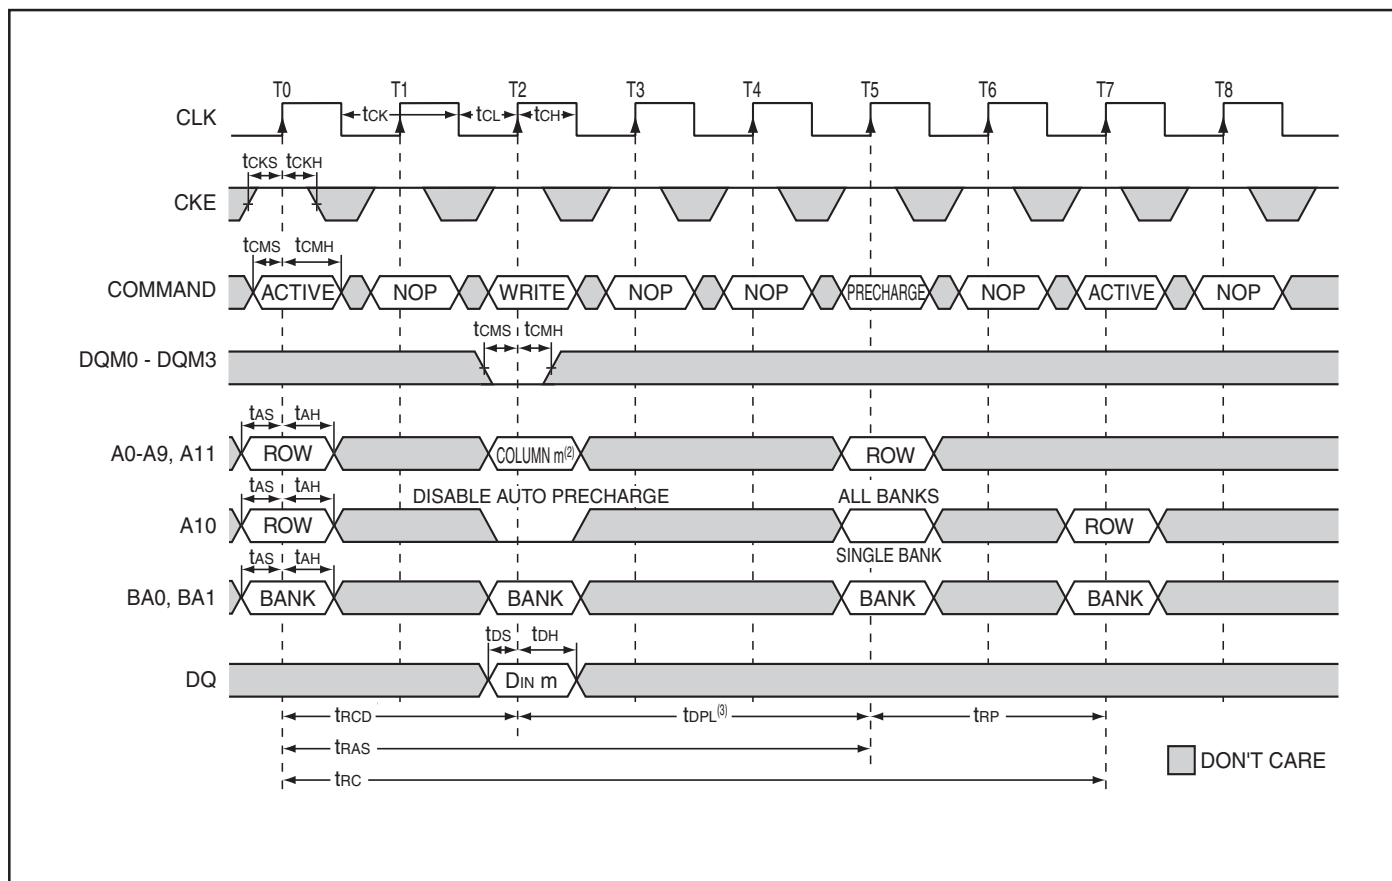 T0 T1 T2 T3 T4 T5 T6 T7 T8
CLK tCK tCL tCH
tCKS tCKH
CKE
tCMS tCMH
COMMAND ACTIVE NOP WRITE NOP NOP PRECHARGE NOP ACTIVE NOP
tCMS tCMH
DQM0 - DQM3
tAS tAH
A0-A9, A11 ROW COLUMN m(2) ROW
tAS tAH DISABLE AUTO PRECHARGE ALL BANKS
A10 ROW ROW
tAS tAH SINGLE BANK
BA0, BA1 BANK BANK BANK BANK
tDS tDH
DQ DIN m
tRCD tDPL(3) tRP
tRAS
tRC
DON'T CARE